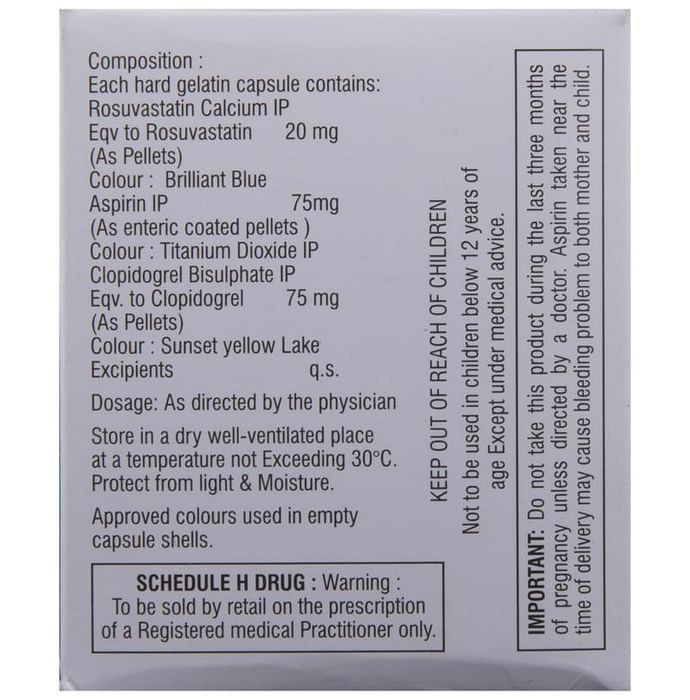 Composition :
Each hard gelatin capsule contains:
Rosuvastatin Calcium IP
Eqv to Rosuvastatin 20 mg
(As Pellets)
Colour : Brilliant Blue
Aspirin IP 75mg
(As enteric coated pellets )
Colour : Titanium Dioxide IP
Clopidogrel Bisulphate IP
Eqv. to Clopidogrel 75 mg
(As Pellets)
Colour : Sunset yellow Lake
Excipients q.s.
Dosage: As directed by the physician
Store in a dry well-ventilated place
at a temperature not Exceeding 30°C.
Protect from light & Moisture.
Approved colours used in empty
capsule shells.
SCHEDULE H DRUG : Warning :
To be sold by retail on the prescription
of a Registered medical Practitioner only.
KEEP OUT OF REACH OF CHILDREN
Not to be used in children below 12 years of
age Except under medical advice.
IMPORTANT: Do not take this product during the last three months
of pregnancy unless directed by a doctor. Aspirin taken near the
time of delivery may cause bleeding problem to both mother and child.